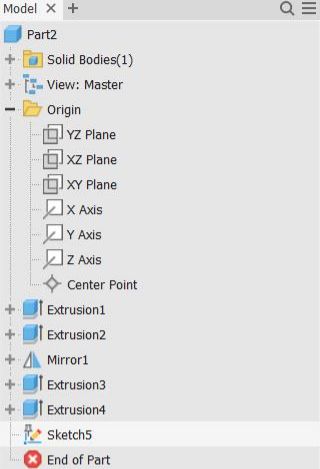 Model
Part2
Solid Bodies(1)
View: Master
Origin
YZ Plane
XZ Plane
XY Plane
X Axis
Y Axis
Z Axis
Center Point
Extrusion1
Extrusion2
Mirror1
Extrusion3
Extrusion4
Sketch5
End of Part